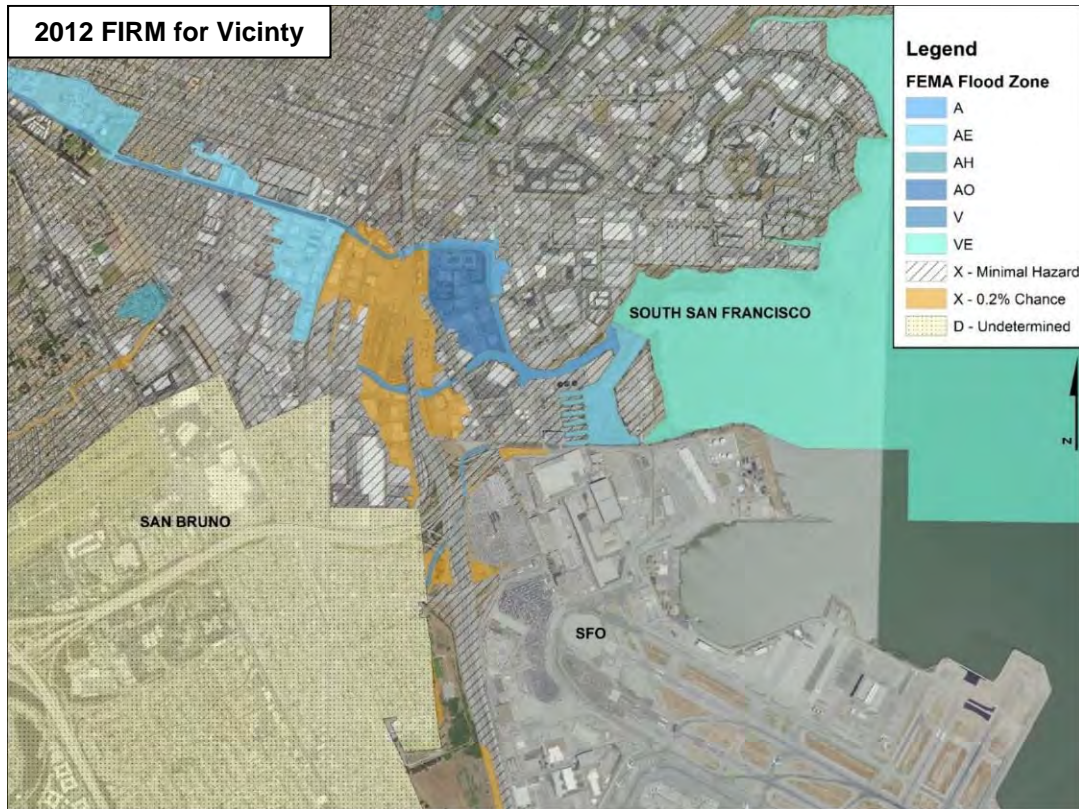 2012 FIRM for Vicinty
Legend
FEMA Flood Zone
A
AE
AH
AO
V
VE
X - Minimal Hazard
X - 0.2% Chance
D - Undetermined
SOUTH SAN FRANCISCO
N
SAN BRUNO
SFO